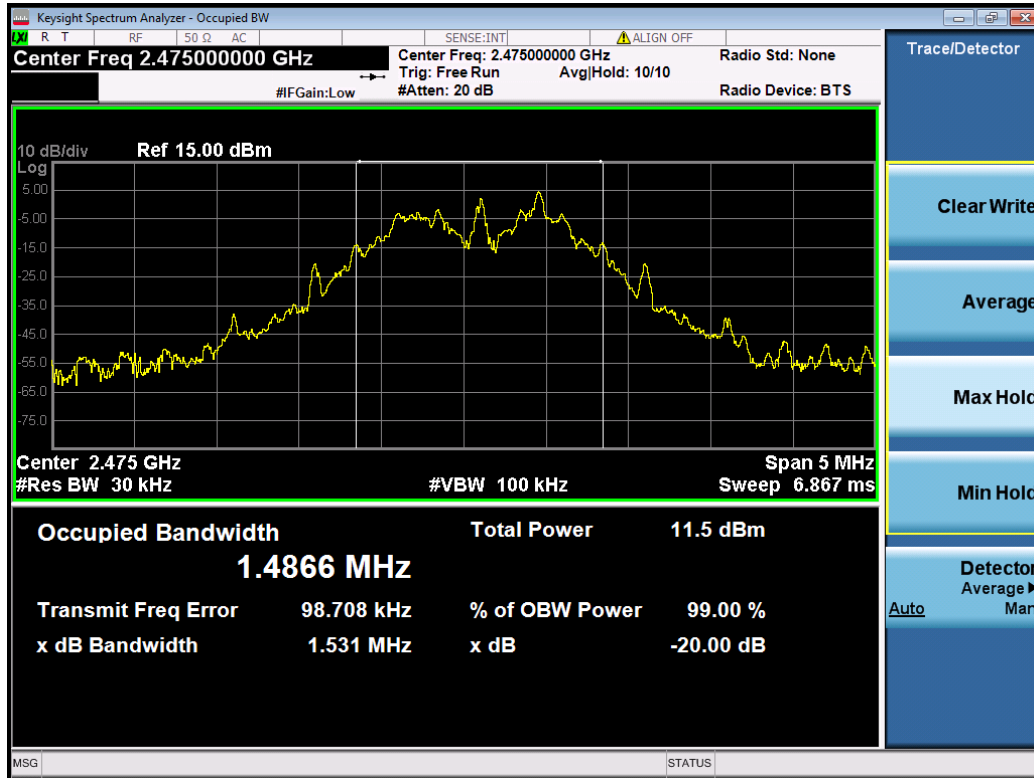 Keysight Spectrum Analyzer - Occupied BW
LXI R T RF 50 Ω AC SENSE:INT ALIGN OFF
Center Freq 2.475000000 GHz
Center Freq: 2.475000000 GHz Radio Std: None
Trig: Free Run Avg|Hold: 10/10
#IFGain:Low #Atten: 20 dB Radio Device: BTS
10 dB/div Ref 15.00 dBm
Log
5.00
-5.00
-15.0
-25.0
-35.0
-45.0
-55.0
-65.0
-75.0
Center 2.475 GHz Span 5 MHz
#Res BW 30 kHz #VBW 100 kHz Sweep 6.867 ms
Occupied Bandwidth Total Power 11.5 dBm
1.4866 MHz
Transmit Freq Error 98.708 kHz % of OBW Power 99.00 %
x dB Bandwidth 1.531 MHz x dB -20.00 dB
MSG STATUS
Trace/Detector
Clear Write
Average
Max Hold
Min Hold
Detector
Average
Auto Man